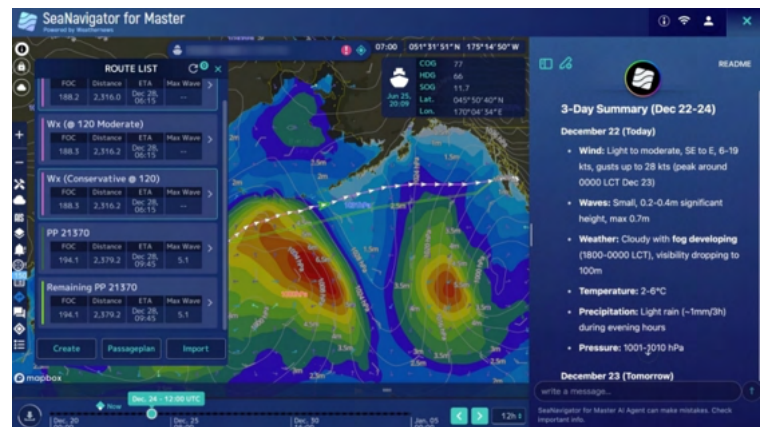 SeaNavigator for Master
Powered by Weathernews
07:00 051°31'51"N 175°14'50"W
Jun 25,
20:09
COG 77
HDG 66
SOG 11.7
Lat. 045°50'40"N
Lon. 170°04'34"E
ROUTE LIST
FOC Distance ETA Max Wave
188.2 2,316.0 Dec 28, 06:15 --
Wx (@ 120 Moderate)
FOC Distance ETA Max Wave
188.3 2,316.2 Dec 28, 06:15 --
Wx (Conservative @ 120)
FOC Distance ETA Max Wave
188.3 2,316.2 Dec 28, 06:15 --
PP 21370
FOC Distance ETA Max Wave
194.1 2,379.2 Dec 28, 09:45 5.1
Remaining PP 21370
FOC Distance ETA Max Wave
194.1 2,379.2 Dec 28, 09:45 5.1
Create Passageplan Import
mapbox
Now
Dec. 24 - 12:00 UTC
Dec. 20
Dec. 25
Dec. 30
Jan. 05
12h
README
3-Day Summary (Dec 22-24)
December 22 (Today)
• Wind: Light to moderate, SE to E, 6-19
kts, gusts up to 28 kts (peak around
0000 LCT Dec 23)
• Waves: Small, 0.2-0.4m significant
height, max 0.7m
• Weather: Cloudy with fog developing
(1800-0000 LCT), visibility dropping to
100m
• Temperature: 2-6°C
• Precipitation: Light rain (~1mm/3h)
during evening hours
• Pressure: 1001-1010 hPa
December 23 (Tomorrow)
write a message...
SeaNavigator for Master AI Agent can make mistakes. Check
important info.